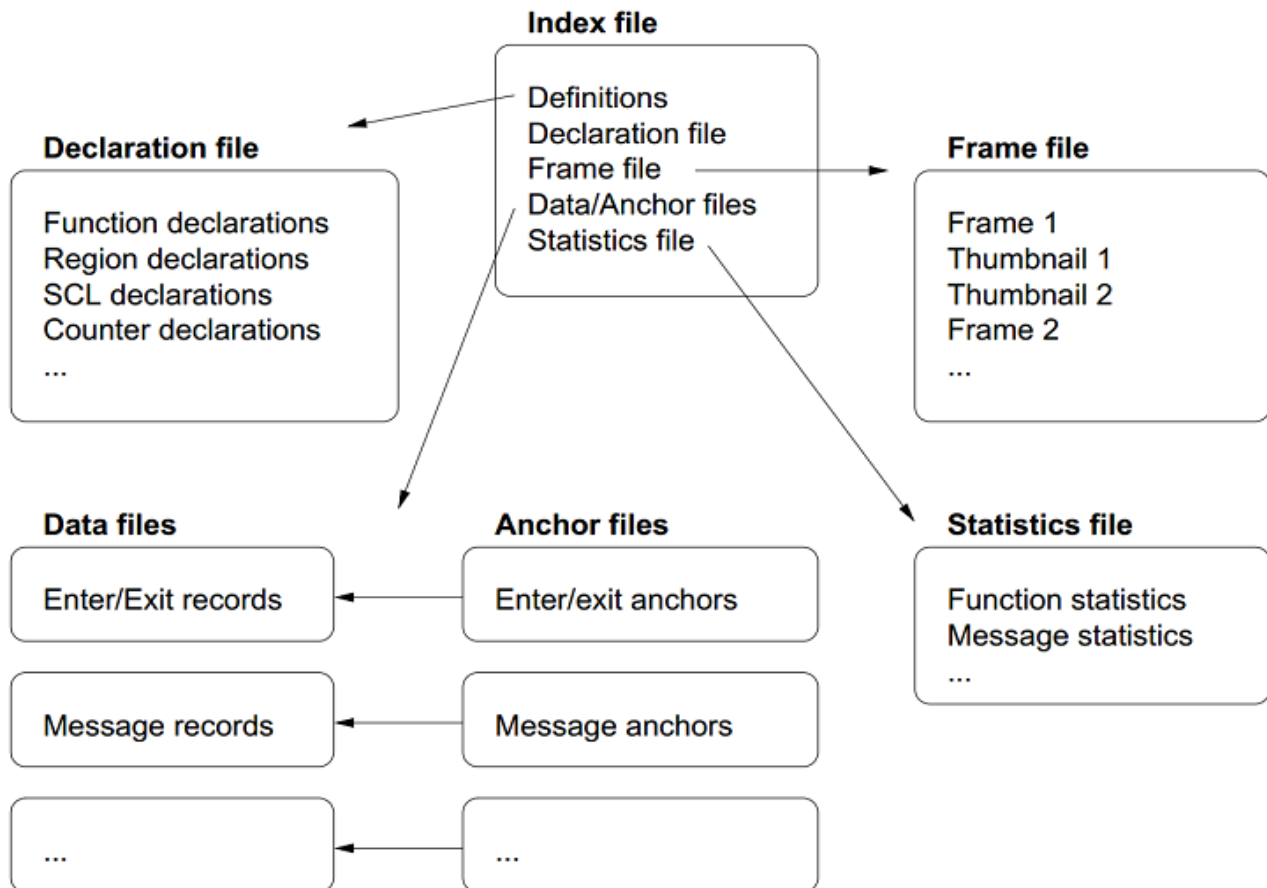 Index file
Definitions
Declaration file
Frame file
Data/Anchor files
Statistics file
Declaration file
Function declarations
Region declarations
SCL declarations
Counter declarations
...
Frame file
Frame 1
Thumbnail 1
Thumbnail 2
Frame 2
...
Data files
Enter/Exit records
Message records
...
Anchor files
Enter/exit anchors
Message anchors
...
Statistics file
Function statistics
Message statistics
...